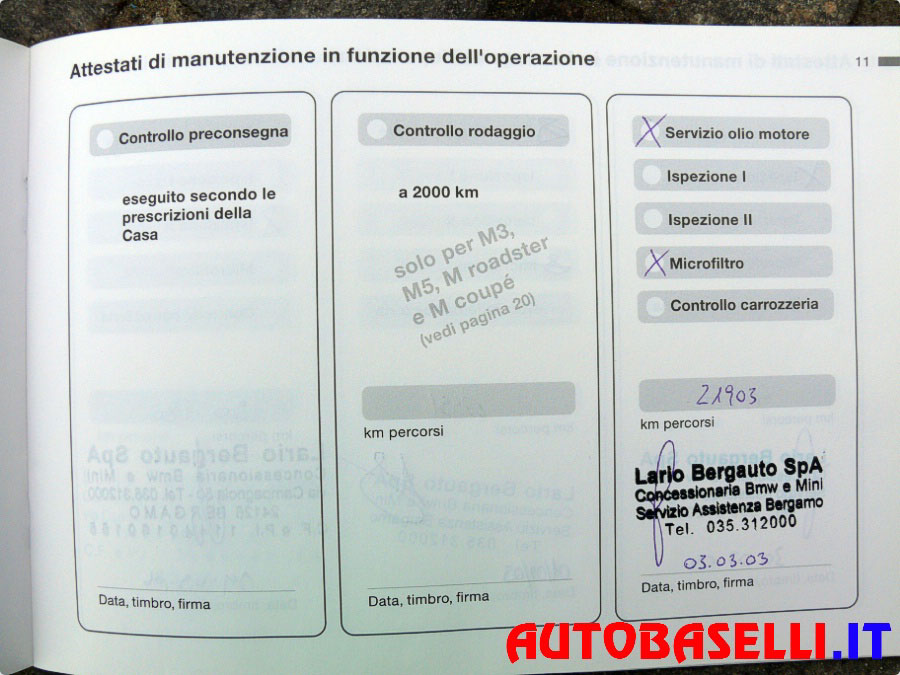 Attestati di manutenzione in funzione dell'operazione
11
Controllo preconsegna
eseguito secondo le
prescrizioni della
Casa
Data, timbro, firma
Controllo rodaggio
a 2000 km
solo per M3,
M5, M roadster
e M coupé
(vedi pagina 20)
km percorsi
Data, timbro, firma
Servizio olio motore
Ispezione I
Ispezione II
Microfiltro
Controllo carrozzeria
21903
km percorsi
Lario Bergauto SpA
Concessionaria Bmw e Mini
Servizio Assistenza Bergamo
Tel. 035.312000
03.03.03
Data, timbro, firma
AUTOBASELLI.IT